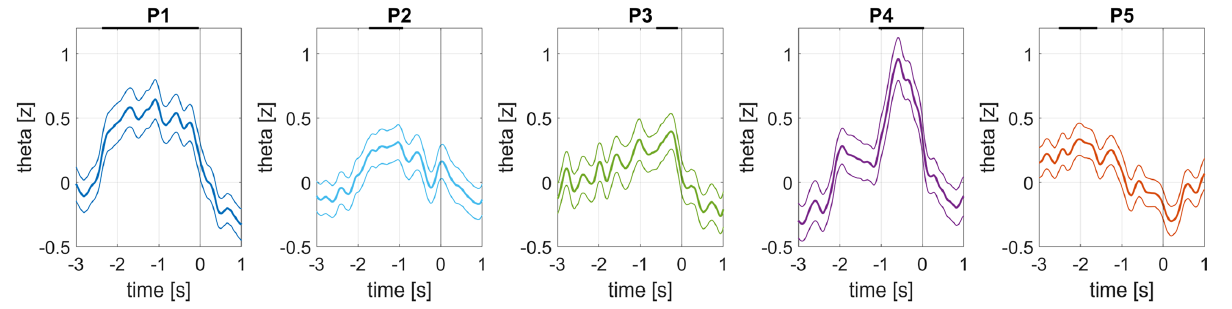 P1 P2 P3 P4 P5
1 1 1 1 1
theta [z] theta [z] theta [z] theta [z] theta [z]
0.5 0.5 0.5 0.5 0.5
0 0 0 0 0
-0.5 -0.5 -0.5 -0.5 -0.5
-3 -2 -1 0 1 -3 -2 -1 0 1 -3 -2 -1 0 1 -3 -2 -1 0 1 -3 -2 -1 0 1
time [s] time [s] time [s] time [s] time [s]